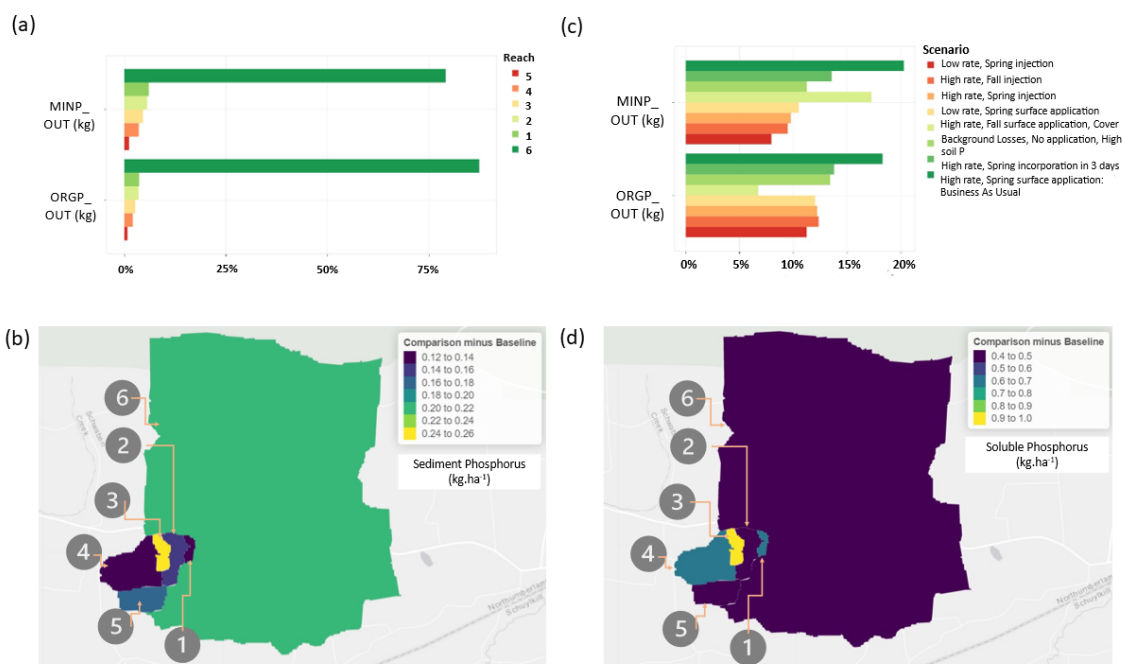 (a)
Reach
5
4
3
2
1
6
MINP_
OUT (kg)
ORGP_
OUT (kg)
0%
25%
50%
75%
(c)
Scenario
Low rate, Spring injection
High rate, Fall injection
High rate, Spring injection
Low rate, Spring surface application
High rate, Fall surface application, Cover
Background Losses, No application, High
soil P
High rate, Spring incorporation in 3 days
High rate, Spring surface application:
Business As Usual
MINP_
OUT (kg)
ORGP_
OUT (kg)
0%
5%
10%
15%
20%
(b)
Comparison minus Baseline
0.12 to 0.14
0.14 to 0.16
0.16 to 0.18
0.18 to 0.20
0.20 to 0.22
0.22 to 0.24
0.24 to 0.26
Sediment Phosphorus
(kg.ha⁻¹)
6
2
3
4
5
1
Creek
Northumberland
Schuylkill
(d)
Comparison minus Baseline
0.4 to 0.5
0.5 to 0.6
0.6 to 0.7
0.7 to 0.8
0.8 to 0.9
0.9 to 1.0
Soluble Phosphorus
(kg.ha⁻¹)
6
2
3
4
5
1
Creek
Northumberland
Schuylkill